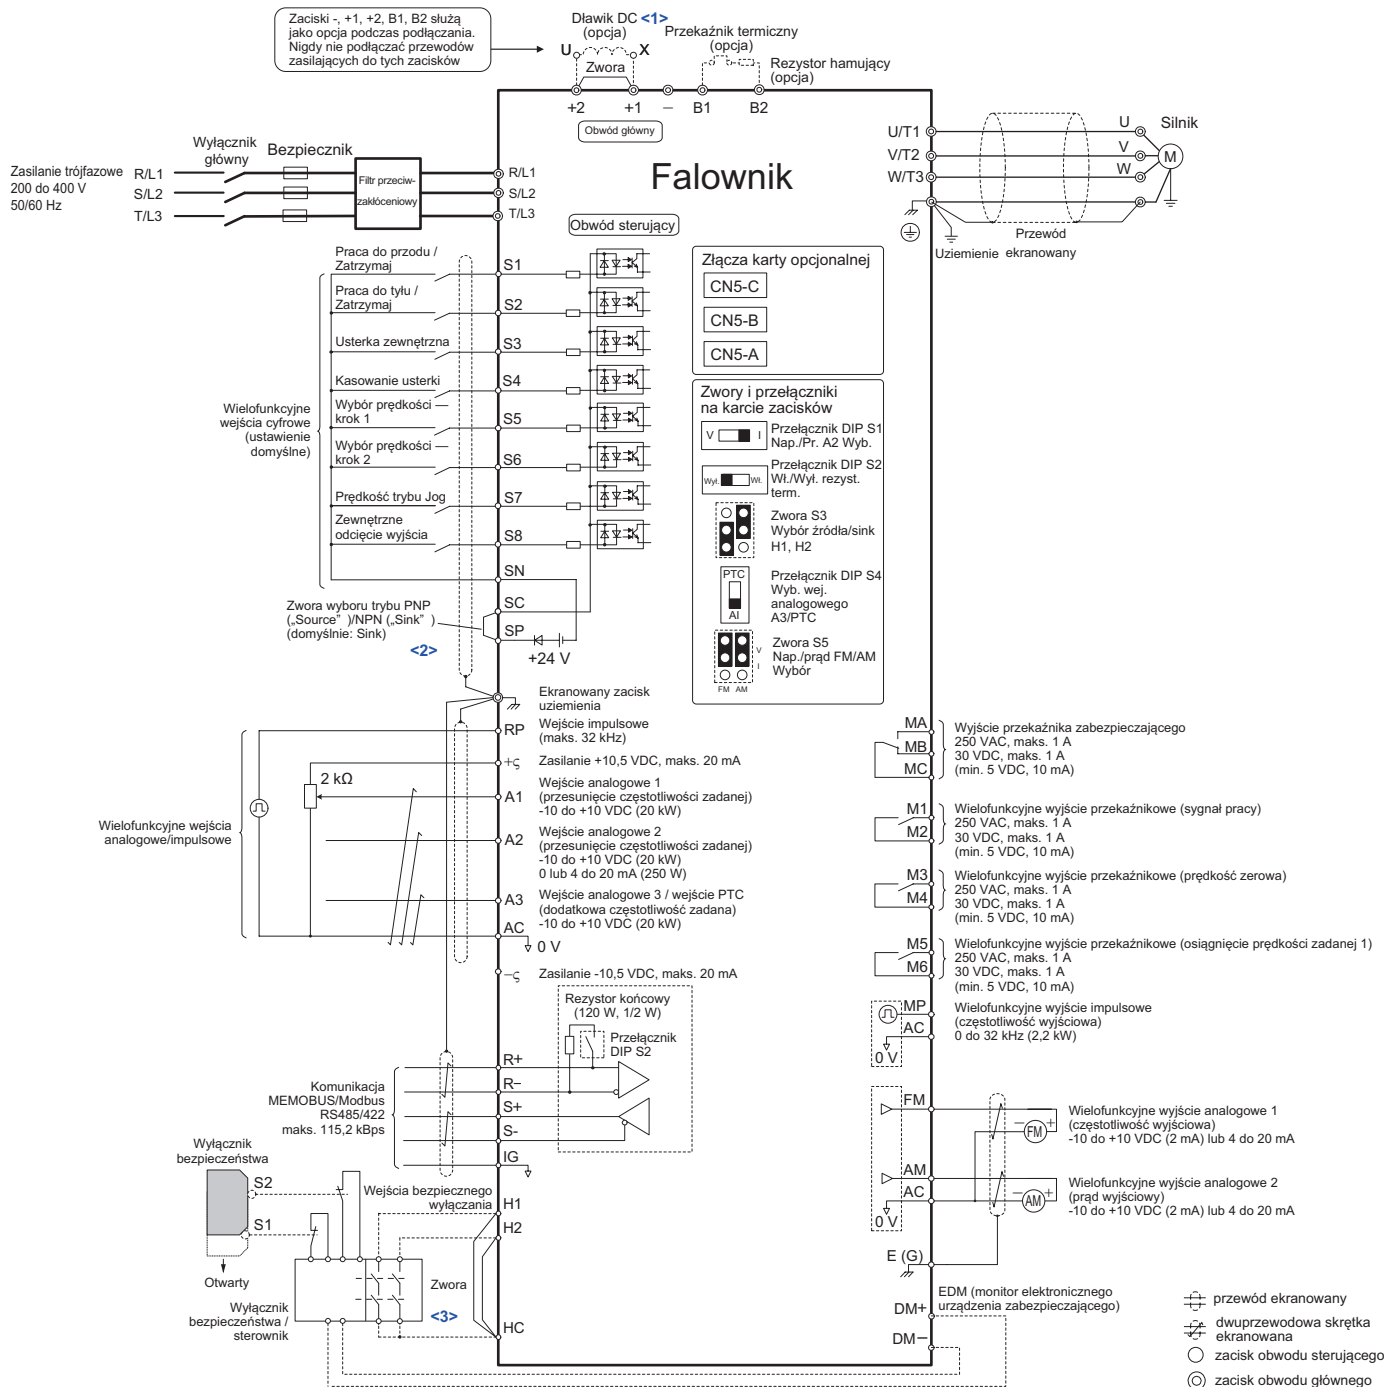 Zaciski -, +1, +2, B1, B2 służą
jako opcja podczas podłączania.
Nigdy nie podłączać przewodów
zasilających do tych zacisków
Dławik DC <1>
(opcja)
U X
Zwora
Przekaźnik termiczny
(opcja)
Rezystor hamujący
(opcja)
+2 +1 – B1 B2
Obwód główny
Falownik
Zasilanie trójfazowe
200 do 400 V
50/60 Hz
Wyłącznik
główny
Bezpiecznik
R/L1
S/L2
T/L3
Filtr przeciw-
zakłóceniowy
R/L1
S/L2
T/L3
U/T1
V/T2
W/T3
U
V
W
Silnik
M
Uziemienie
Przewód
ekranowany
Obwód sterujący
Praca do przodu /
Zatrzymaj
S1
Praca do tyłu /
Zatrzymaj
S2
Usterka zewnętrzna
S3
Kasowanie usterki
S4
Wybór prędkości —
krok 1
S5
Wybór prędkości —
krok 2
S6
Prędkość trybu Jog
S7
Zewnętrzne
odcięcie wyjścia
S8
Wielofunkcyjne
wejścia cyfrowe
(ustawienie
domyślne)
SN
SC
SP
+24 V
Zwora wyboru trybu PNP
(„Source” )/NPN („Sink” )
(domyślnie: Sink)
<2>
Złącza karty opcjonalnej
CN5-C
CN5-B
CN5-A
Zwory i przełączniki
na karcie zacisków
V I
Przełącznik DIP S1
Nap./Pr. A2 Wyb.
Wył. Wł.
Przełącznik DIP S2
Wł./Wył. rezyst.
term.
Zwora S3
Wybór źródła/sink
H1, H2
PTC
AI
Przełącznik DIP S4
Wyb. wej.
analogowego
A3/PTC
V
I
FM AM
Zwora S5
Nap./prąd FM/AM
Wybór
Ekranowany zacisk
uziemienia
RP
Wejście impulsowe
(maks. 32 kHz)
+ς
Zasilanie +10,5 VDC, maks. 20 mA
2 kΩ
A1
Wejście analogowe 1
(przesunięcie częstotliwości zadanej)
-10 do +10 VDC (20 kW)
A2
Wejście analogowe 2
(przesunięcie częstotliwości zadanej)
-10 do +10 VDC (20 kW)
0 lub 4 do 20 mA (250 W)
A3
Wejście analogowe 3 / wejście PTC
(dodatkowa częstotliwość zadana)
-10 do +10 VDC (20 kW)
AC
0 V
–ς
Zasilanie -10,5 VDC, maks. 20 mA
Wielofunkcyjne wejścia
analogowe/impulsowe
Rezystor końcowy
(120 W, 1/2 W)
Przełącznik
DIP S2
R+
R–
S+
S-
IG
Komunikacja
MEMOBUS/Modbus
RS485/422
maks. 115,2 kBps
Wyłącznik
bezpieczeństwa
S2
S1
Otwarty
Wyłącznik
bezpieczeństwa /
sterownik
Wejścia bezpiecznego
wyłączania
H1
H2
Zwora
<3>
HC
MA
MB
MC
Wyjście przekaźnika zabezpieczającego
250 VAC, maks. 1 A
30 VDC, maks. 1 A
(min. 5 VDC, 10 mA)
M1
M2
Wielofunkcyjne wyjście przekaźnikowe (sygnał pracy)
250 VAC, maks. 1 A
30 VDC, maks. 1 A
(min. 5 VDC, 10 mA)
M3
M4
Wielofunkcyjne wyjście przekaźnikowe (prędkość zerowa)
250 VAC, maks. 1 A
30 VDC, maks. 1 A
(min. 5 VDC, 10 mA)
M5
M6
Wielofunkcyjne wyjście przekaźnikowe (osiągnięcie prędkości zadanej 1)
250 VAC, maks. 1 A
30 VDC, maks. 1 A
(min. 5 VDC, 10 mA)
MP
AC
0 V
Wielofunkcyjne wyjście impulsowe
(częstotliwość wyjściowa)
0 do 32 kHz (2,2 kW)
FM
– FM +
Wielofunkcyjne wyjście analogowe 1
(częstotliwość wyjściowa)
-10 do +10 VDC (2 mA) lub 4 do 20 mA
AM
AC
0 V
– AM +
Wielofunkcyjne wyjście analogowe 2
(prąd wyjściowy)
-10 do +10 VDC (2 mA) lub 4 do 20 mA
E (G)
DM+
DM–
EDM (monitor elektronicznego
urządzenia zabezpieczającego)
przewód ekranowany
dwuprzewodowa skrętka
ekranowana
zacisk obwodu sterującego
zacisk obwodu głównego